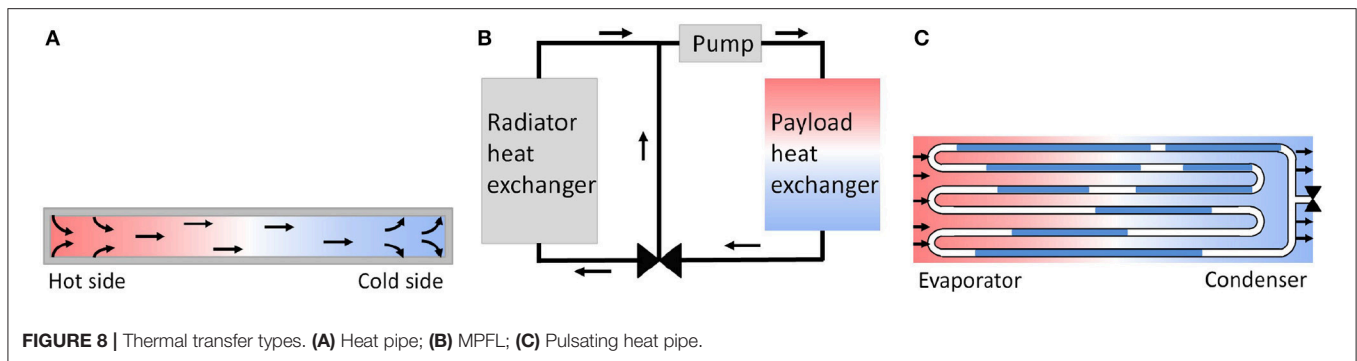 A
Hot side
Cold side
B
Pump
Radiator
heat
exchanger
Payload
heat
exchanger
C
Evaporator
Condenser
FIGURE 8 | Thermal transfer types. (A) Heat pipe; (B) MPFL; (C) Pulsating heat pipe.